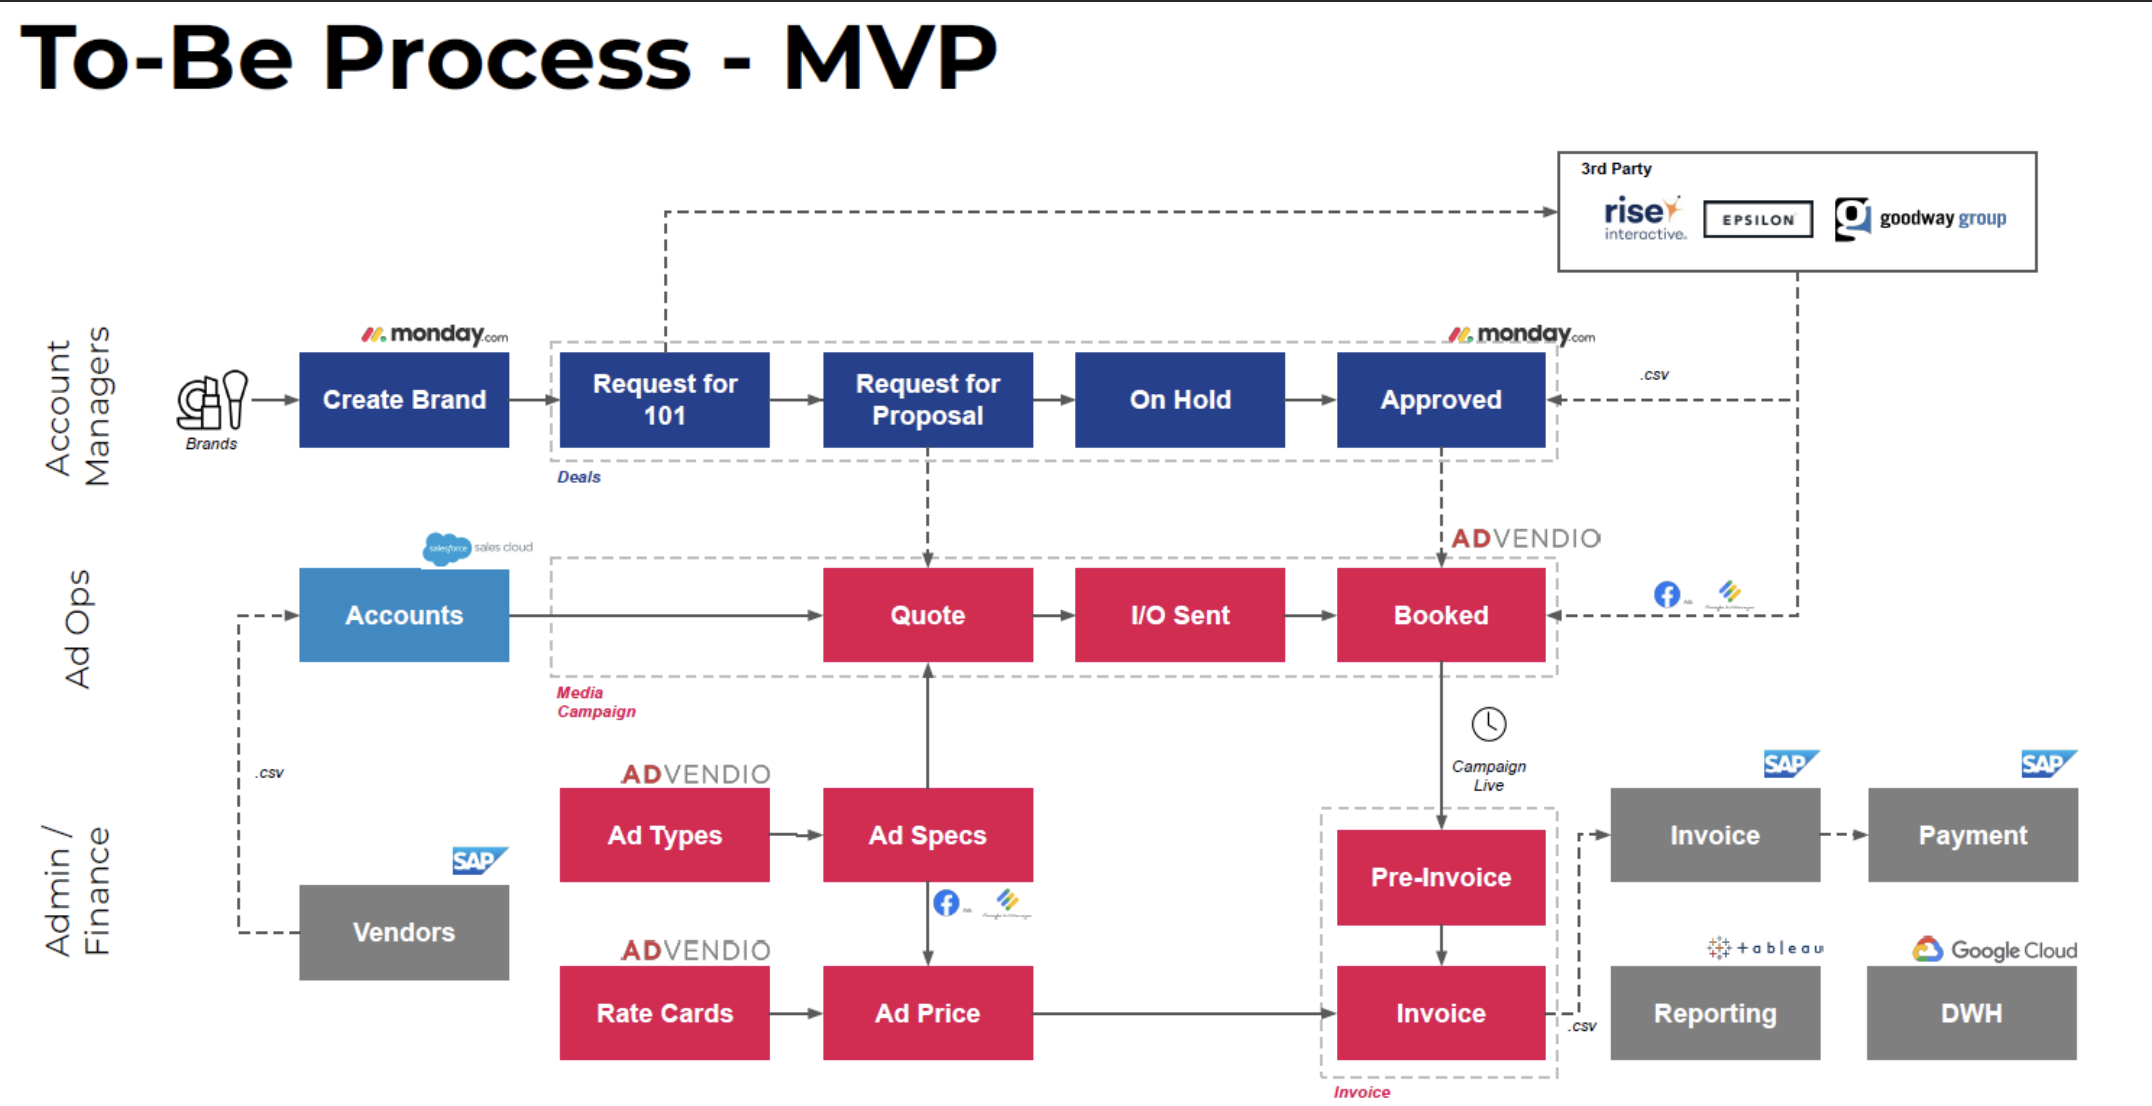 To-Be Process - MVP
3rd Party
rise
interactive
EPSILON
goodway group
Account
Managers
monday.com
monday.com
Brands
Create Brand
Request for
101
Request for
Proposal
On Hold
Approved
.csv
Deals
Ad Ops
salesforce sales cloud
ADVENDIO
Accounts
Quote
I/O Sent
Booked
Media
Campaign
Campaign
Live
.csv
Admin /
Finance
ADVENDIO
SAP
SAP
Ad Types
Ad Specs
Invoice
Payment
SAP
Pre-Invoice
Vendors
ADVENDIO
+ableau
Google Cloud
Rate Cards
Ad Price
Invoice
.csv
Reporting
DWH
Invoice